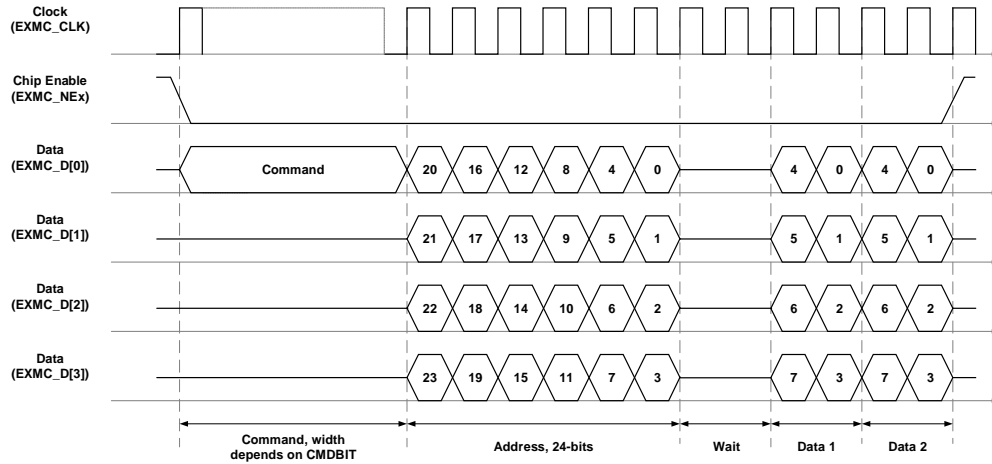 Clock
(EXMC_CLK)
Chip Enable
(EXMC_NEx)
Data
(EXMC_D[0])
Command
20 16 12 8 4 0 4 0 4 0
Data
(EXMC_D[1])
21 17 13 9 5 1 5 1 5 1
Data
(EXMC_D[2])
22 18 14 10 6 2 6 2 6 2
Data
(EXMC_D[3])
23 19 15 11 7 3 7 3 7 3
Command, width
depends on CMDBIT
Address, 24-bits
Wait
Data 1
Data 2